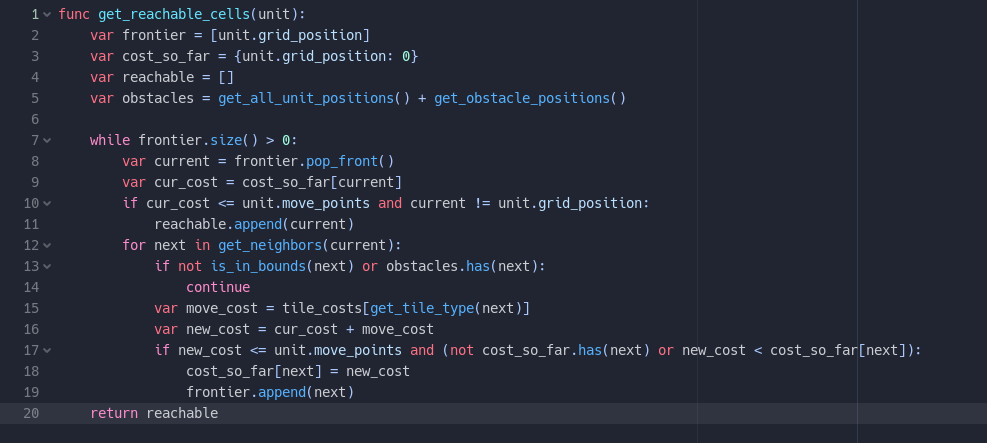 1 func get_reachable_cells(unit):
2     var frontier = [unit.grid_position]
3     var cost_so_far = {unit.grid_position: 0}
4     var reachable = []
5     var obstacles = get_all_unit_positions() + get_obstacle_positions()
6
7     while frontier.size() > 0:
8         var current = frontier.pop_front()
9         var cur_cost = cost_so_far[current]
10         if cur_cost <= unit.move_points and current != unit.grid_position:
11             reachable.append(current)
12         for next in get_neighbors(current):
13             if not is_in_bounds(next) or obstacles.has(next):
14                 continue
15             var move_cost = tile_costs[get_tile_type(next)]
16             var new_cost = cur_cost + move_cost
17             if new_cost <= unit.move_points and (not cost_so_far.has(next) or new_cost < cost_so_far[next]):
18                 cost_so_far[next] = new_cost
19                 frontier.append(next)
20     return reachable